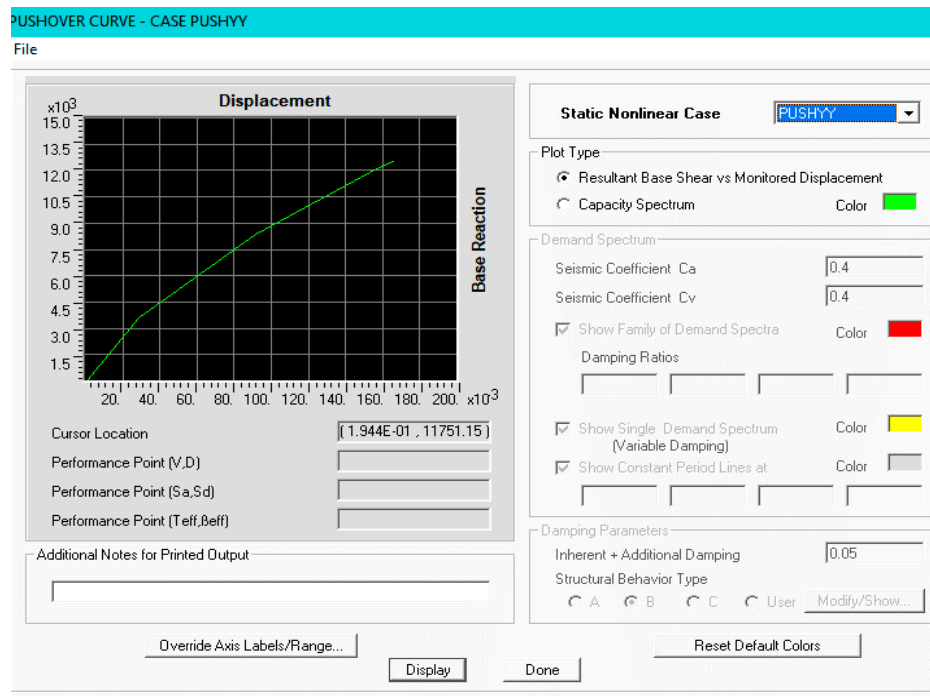 PUSHOVER CURVE - CASE PUSHYY
File
Displacement
x10³
15.0
13.5
12.0
10.5
9.0
7.5
6.0
4.5
3.0
1.5
Base Reaction
20. 40. 60. 80. 100. 120. 140. 160. 180. 200. x10-3
Cursor Location
( 1.944E-01 , 11751.15 )
Performance Point (V,D)
Performance Point (Sa,Sd)
Performance Point (Teff,βeff)
Additional Notes for Printed Output
Override Axis Labels/Range...
Static Nonlinear Case PUSHYY
Plot Type
Resultant Base Shear vs Monitored Displacement
Capacity Spectrum Color
Demand Spectrum
Seismic Coefficient Ca 0.4
Seismic Coefficient Cv 0.4
Show Family of Demand Spectra Color
Damping Ratios
Show Single Demand Spectrum Color
(Variable Damping)
Show Constant Period Lines at Color
Damping Parameters
Inherent + Additional Damping 0.05
Structural Behavior Type
A B C User Modify/Show...
Reset Default Colors
Display Done